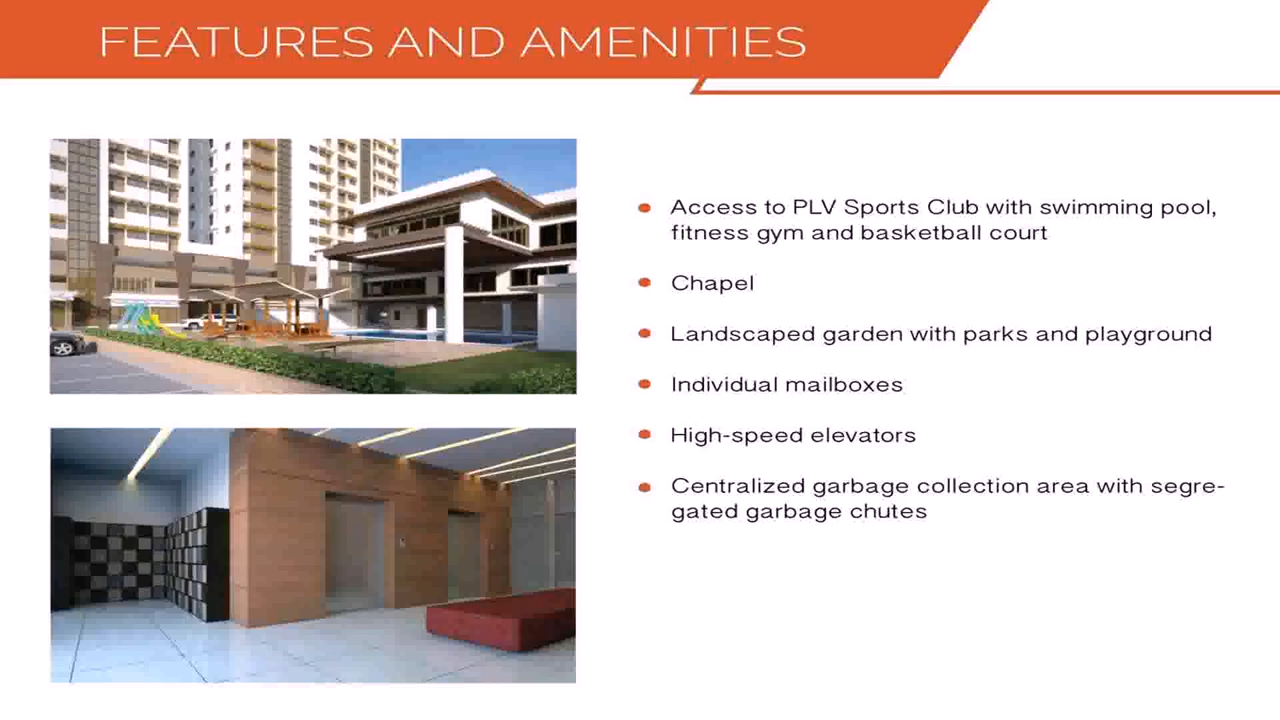 FEATURES AND AMENITIES
Access to PLV Sports Club with swimming pool,
fitness gym and basketball court
Chapel
Landscaped garden with parks and playground
Individual mailboxes
High-speed elevators
Centralized garbage collection area with segre-
gated garbage chutes